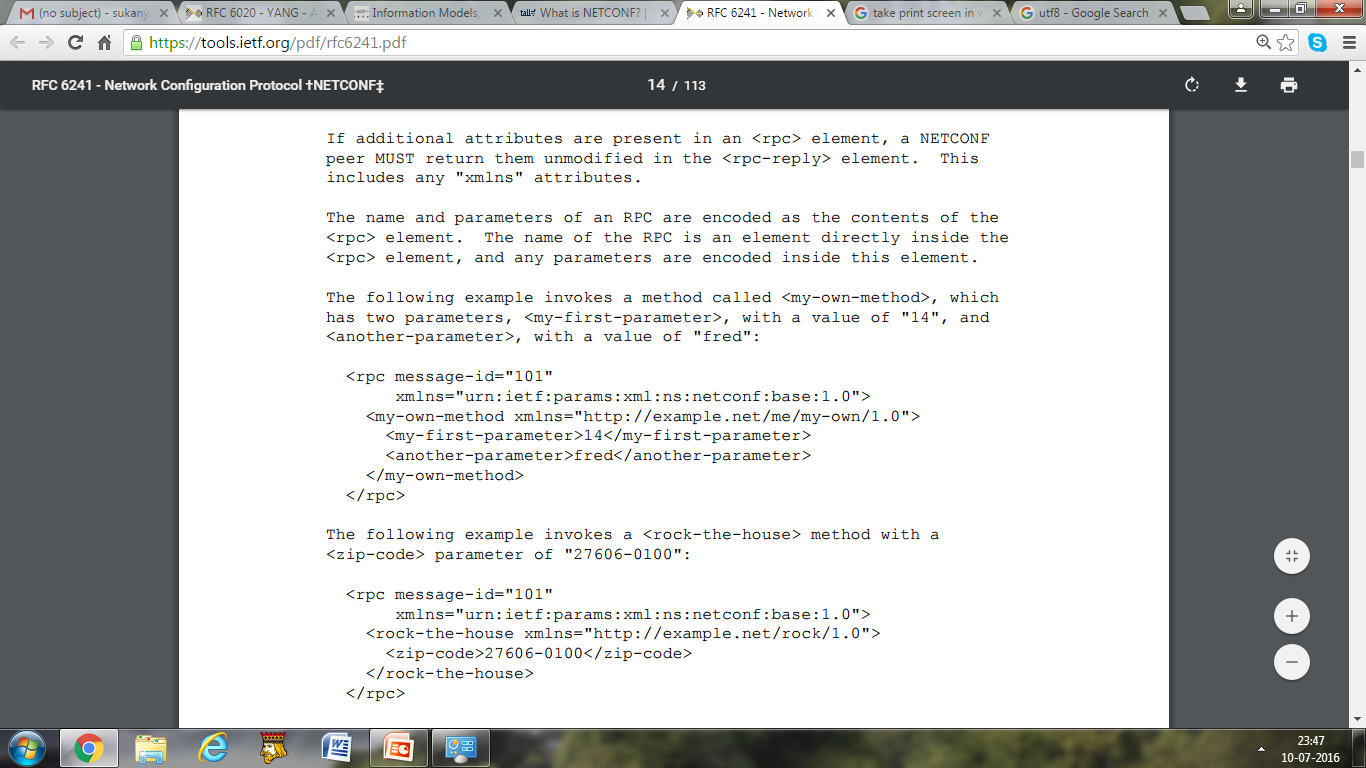 (no subject) - sukany
RFC 6020 - YANG - A
Information Models,
What is NETCONF? |
RFC 6241 - Network
take print screen in w
utf8 - Google Search
https://tools.ietf.org/pdf/rfc6241.pdf
RFC 6241 - Network Configuration Protocol †NETCONF‡
14 / 113
If additional attributes are present in an <rpc> element, a NETCONF
peer MUST return them unmodified in the <rpc-reply> element.  This
includes any "xmlns" attributes.
The name and parameters of an RPC are encoded as the contents of the
<rpc> element.  The name of the RPC is an element directly inside the
<rpc> element, and any parameters are encoded inside this element.
The following example invokes a method called <my-own-method>, which
has two parameters, <my-first-parameter>, with a value of "14", and
<another-parameter>, with a value of "fred":
<rpc message-id="101"
xmlns="urn:ietf:params:xml:ns:netconf:base:1.0">
<my-own-method xmlns="http://example.net/me/my-own/1.0">
<my-first-parameter>14</my-first-parameter>
<another-parameter>fred</another-parameter>
</my-own-method>
</rpc>
The following example invokes a <rock-the-house> method with a
<zip-code> parameter of "27606-0100":
<rpc message-id="101"
xmlns="urn:ietf:params:xml:ns:netconf:base:1.0">
<rock-the-house xmlns="http://example.net/rock/1.0">
<zip-code>27606-0100</zip-code>
</rock-the-house>
</rpc>
23:47
10-07-2016